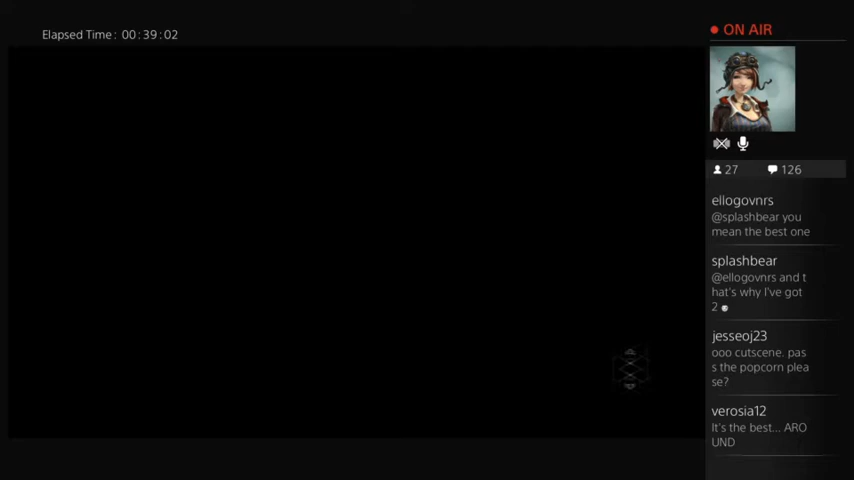 Elapsed Time: 00:39:02
ON AIR
27
126
ellogovnrs
@splashbear you
mean the best one
splashbear
@ellogovnrs and t
hat's why I've got
2
jesseoj23
ooo cutscene. pas
s the popcorn plea
se?
verosia12
It's the best... ARO
UND